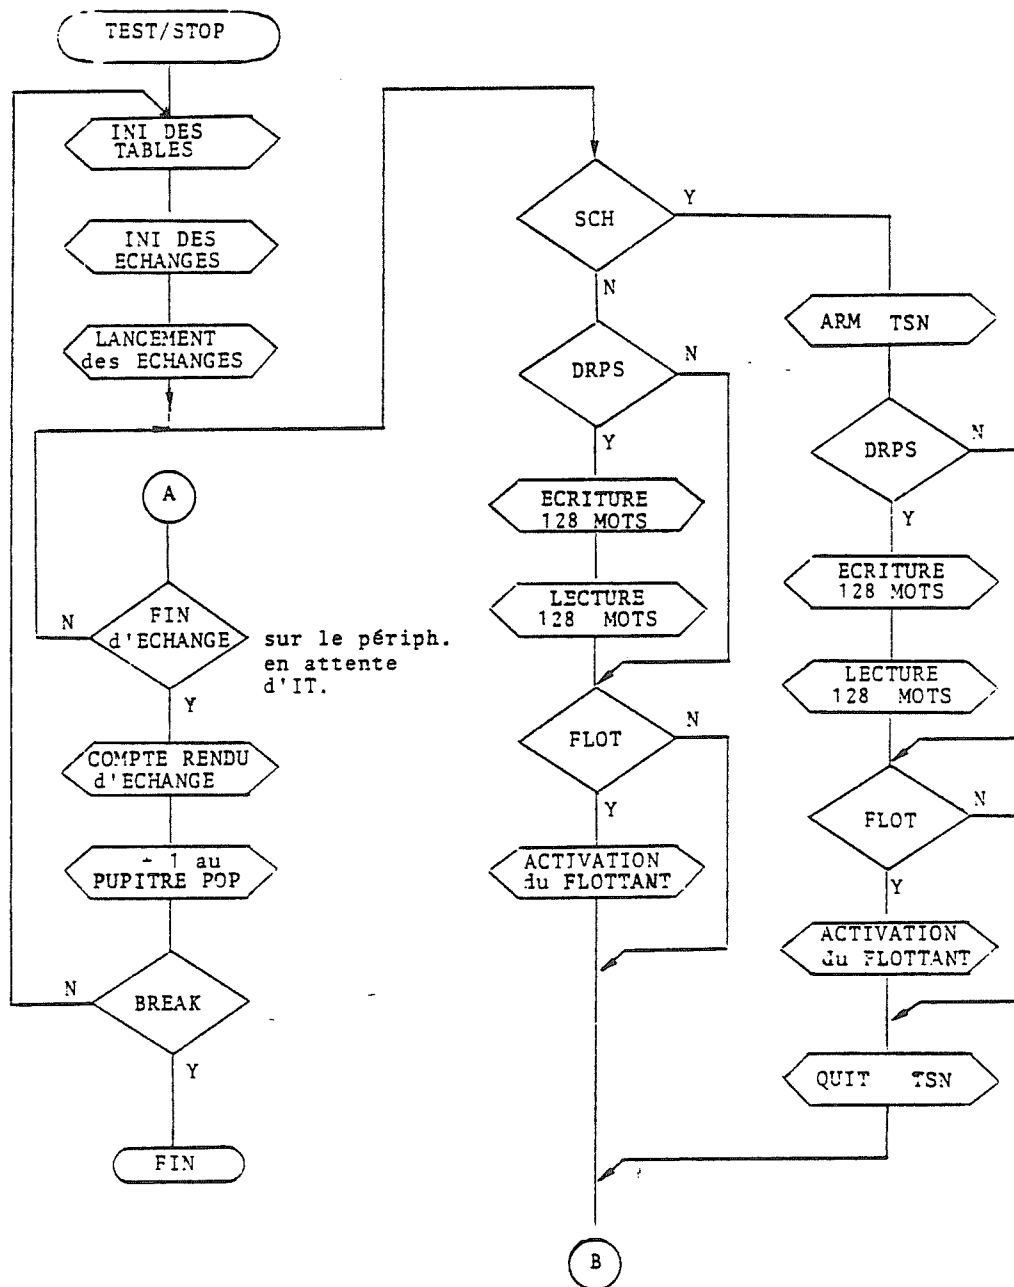 TEST/STOP
INI DES
TABLES
INI DES
ECHANGES
LANCEMENT
des ECHANGES
A
FIN
d'ECHANGE
N
sur le périph.
en attente
d'IT.
Y
COMPTE RENDU
d'ECHANGE
1 au
PUPITRE POP
N
BREAK
Y
FIN
SCH
Y
N
DRPS
N
Y
ECRITURE
128 MOTS
LECTURE
128 MOTS
FLOT
N
Y
ACTIVATION
du FLOTTANT
ARM TSN
DRPS
N
Y
ECRITURE
128 MOTS
LECTURE
128 MOTS
FLOT
N
Y
ACTIVATION
du FLOTTANT
QUIT TSN
B